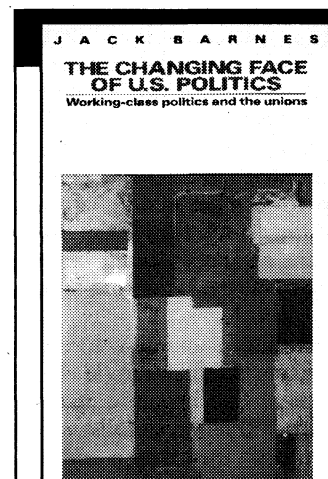 JACK BARNES
THE CHANGING FACE
OF U.S. POLITICS
Working-class politics and the unions